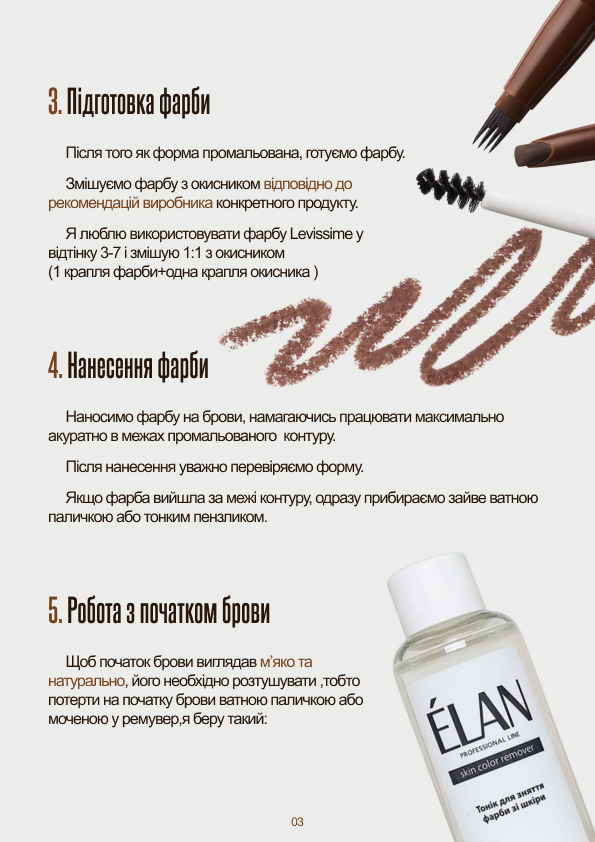 3. Підготовка фарби
Після того як форма промальована, готуємо фарбу.
Змішуємо фарбу з окисником відповідно до
рекомендацій виробника конкретного продукту.
Я люблю використовувати фарбу Levissime у
відтінку 3-7 і змішую 1:1 з окисником
(1 крапля фарби+одна крапля окисника )
4. Нанесення фарби
Наносимо фарбу на брови, намагаючись працювати максимально
акуратно в межах промальованого  контуру.
Після нанесення уважно перевіряємо форму.
Якщо фарба вийшла за межі контуру, одразу прибираємо зайве ватною
паличкою або тонким пензликом.
5. Робота з початком брови
Щоб початок брови виглядав м’яко та
натурально, його необхідно розтушувати ,тобто
потерти на початку брови ватною паличкою або
моченою у ремувер,я беру такий:
ÉLAN
PROFESSIONAL LINE
skin color remover
Тонік для зняття
фарби зі шкіри
03